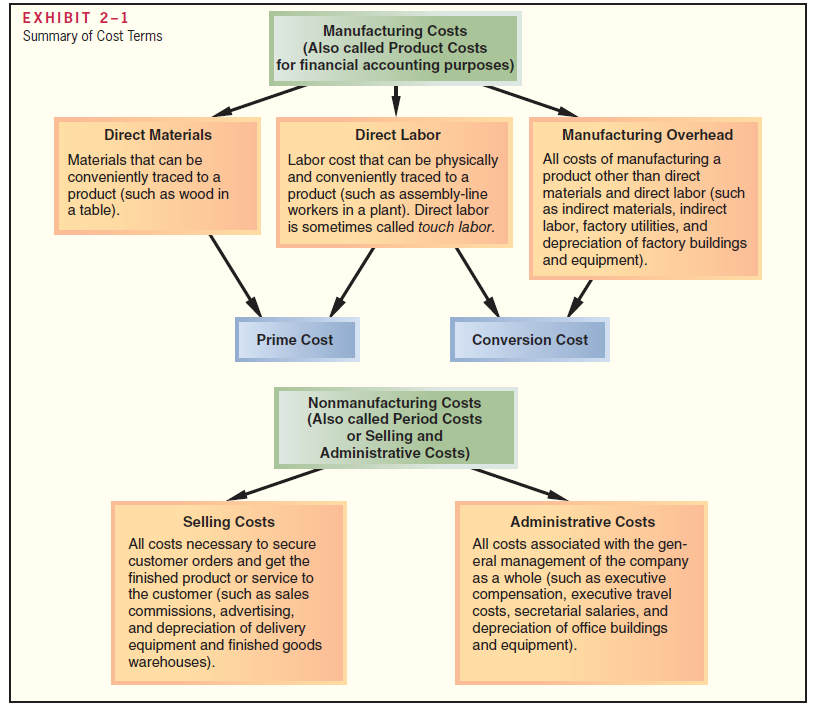 EXHIBIT 2–1
Summary of Cost Terms
Manufacturing Costs
(Also called Product Costs
for financial accounting purposes)
Direct Materials
Materials that can be
conveniently traced to a
product (such as wood in
a table).
Direct Labor
Labor cost that can be physically
and conveniently traced to a
product (such as assembly-line
workers in a plant). Direct labor
is sometimes called touch labor.
Manufacturing Overhead
All costs of manufacturing a
product other than direct
materials and direct labor (such
as indirect materials, indirect
labor, factory utilities, and
depreciation of factory buildings
and equipment).
Prime Cost
Conversion Cost
Nonmanufacturing Costs
(Also called Period Costs
or Selling and
Administrative Costs)
Selling Costs
All costs necessary to secure
customer orders and get the
finished product or service to
the customer (such as sales
commissions, advertising,
and depreciation of delivery
equipment and finished goods
warehouses).
Administrative Costs
All costs associated with the gen-
eral management of the company
as a whole (such as executive
compensation, executive travel
costs, secretarial salaries, and
depreciation of office buildings
and equipment).